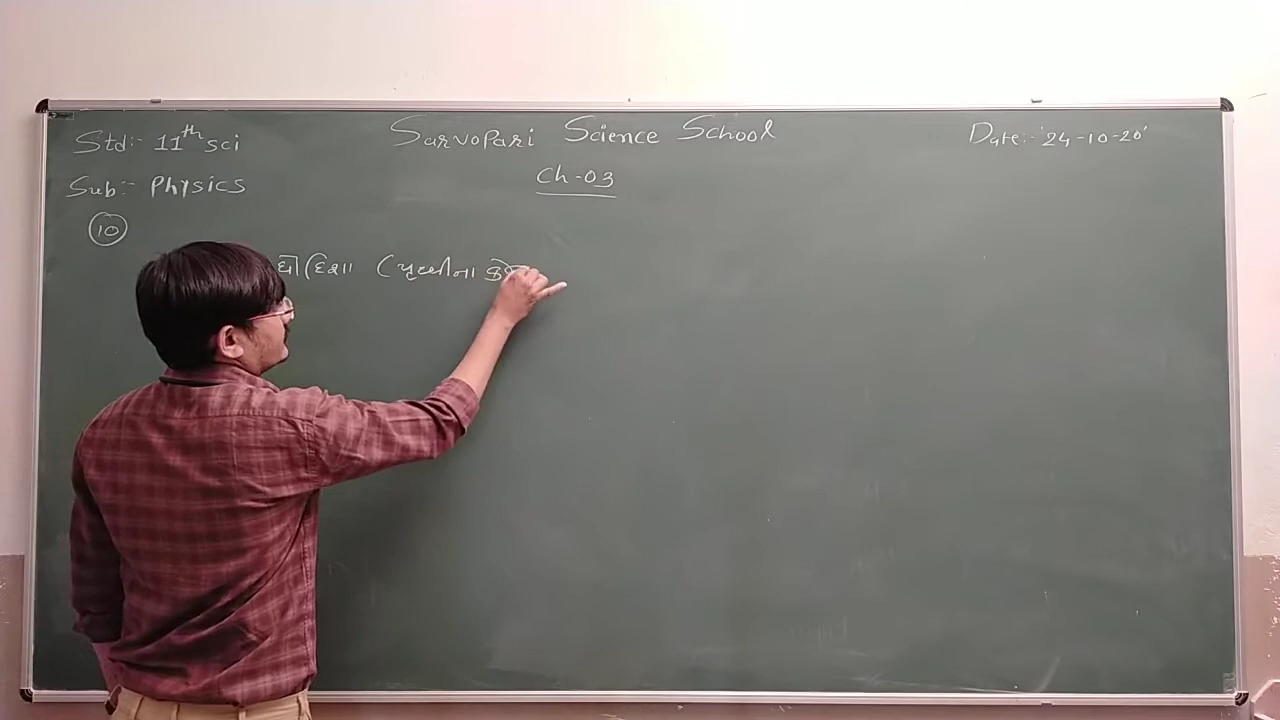 Std:- 11th sci
Sarvopari Science School
Date:- 24-10-20
Sub:- Physics
Ch-03
10
દિશા (પૃથ્વીના